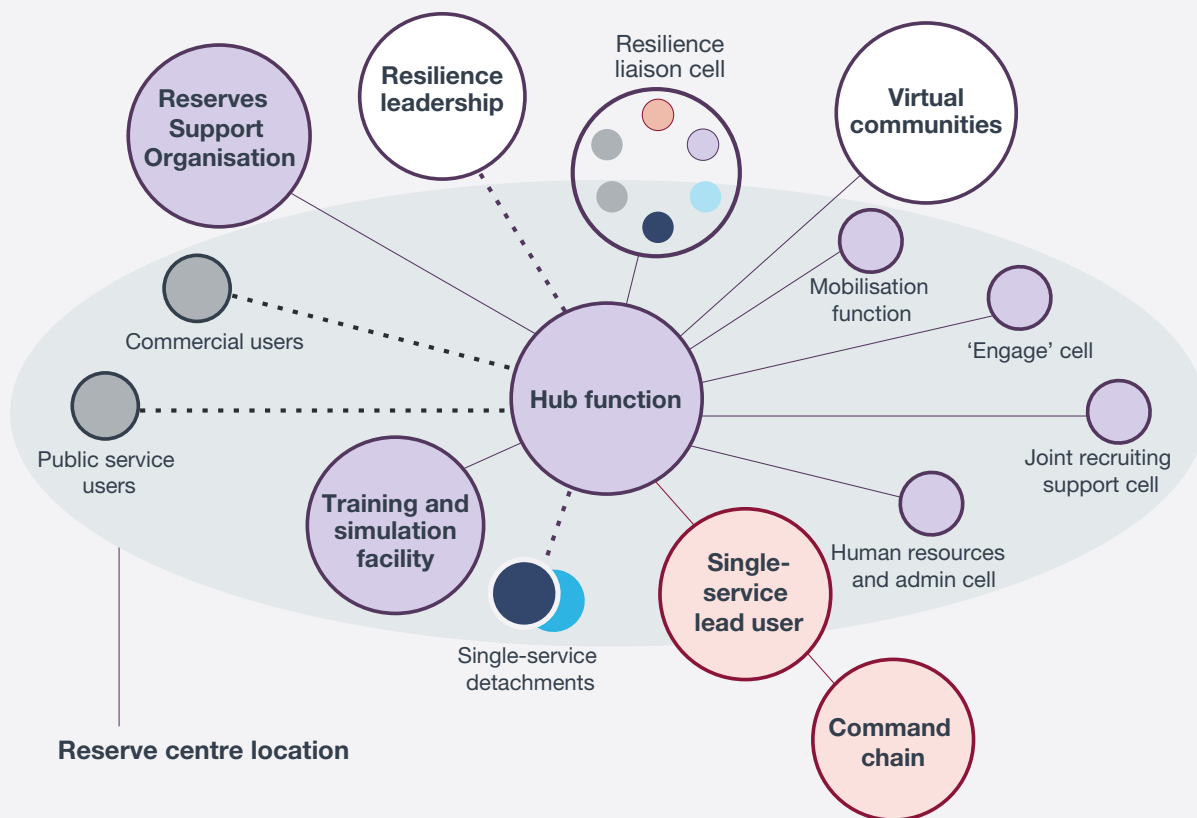 Resilience
liaison cell
Resilience
leadership
Reserves
Support
Organisation
Virtual
communities
Mobilisation
function
Commercial users
‘Engage’ cell
Hub function
Public service
users
Joint recruiting
support cell
Training and
simulation
facility
Human resources
and admin cell
Single-
service
lead user
Single-service
detachments
Command
chain
Reserve centre location